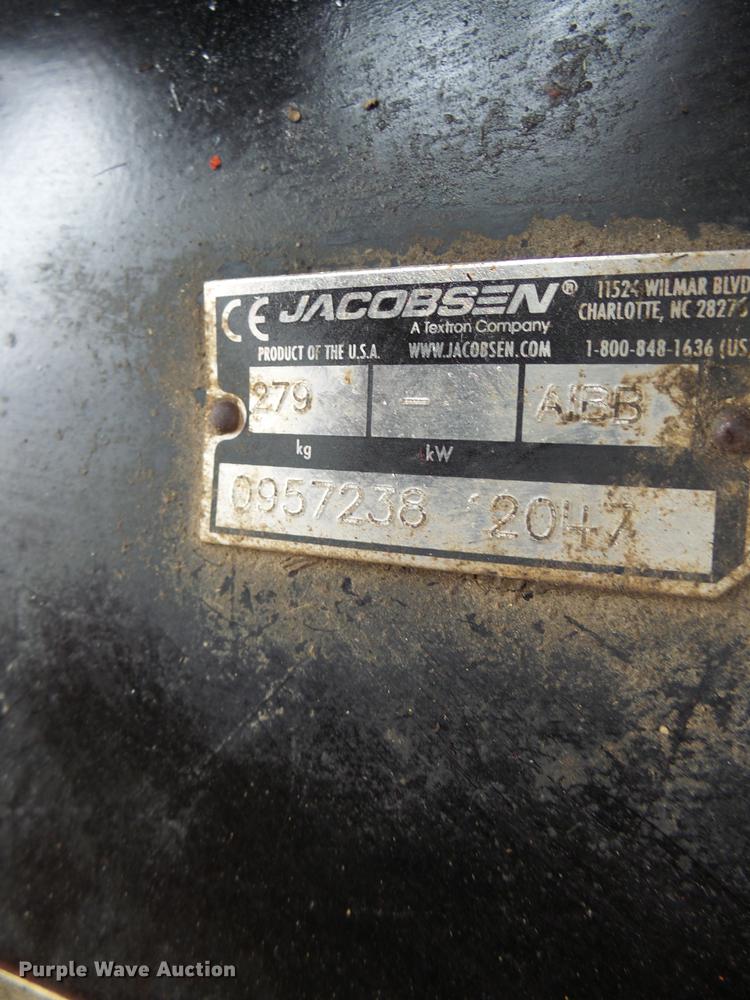 CE JACOBSEN® 11524 WILMAR BLVD
A Textron Company CHARLOTTE, NC 28273
PRODUCT OF THE U.S.A. WWW.JACOBSEN.COM 1-800-848-1636 (US
279 -
kg kW
0957238 2047
Purple Wave Auction